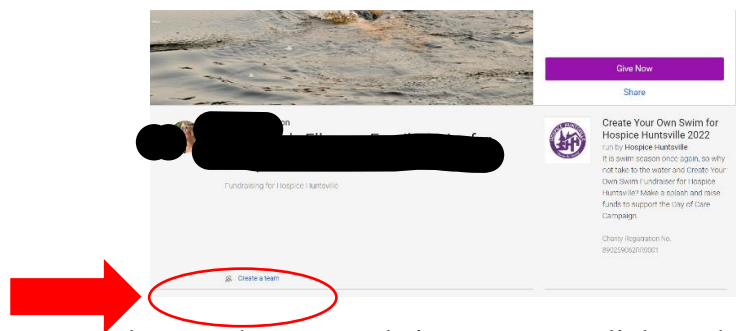 Give Now
Share
Fundraising for Hospice Huntsville
Create a team
Create Your Own Swim for
Hospice Huntsville 2022
run by Hospice Huntsville
It is swim season once again, so why
not take to the water and Create Your
Own Swim Fundraiser for Hospice
Huntsville? Make a splash and raise
funds to support the Day of Care
Campaign.
Charity Registration No.
890259062RR0001